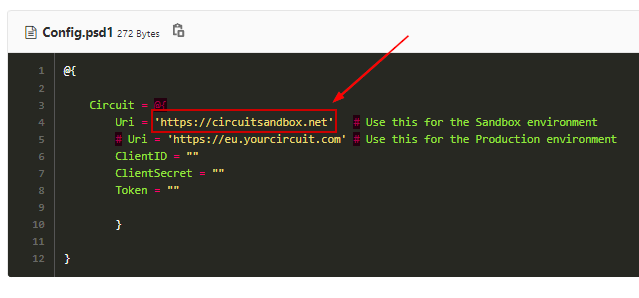 Config.psd1 272 Bytes
1 @{
2
3 Circuit = @{
4 Uri = 'https://circuitsandbox.net' # Use this for the Sandbox environment
5 # Uri = 'https://eu.yourcircuit.com' # Use this for the Production environment
6 ClientID = ""
7 ClientSecret = ""
8 Token = ""
9
10 }
11
12 }